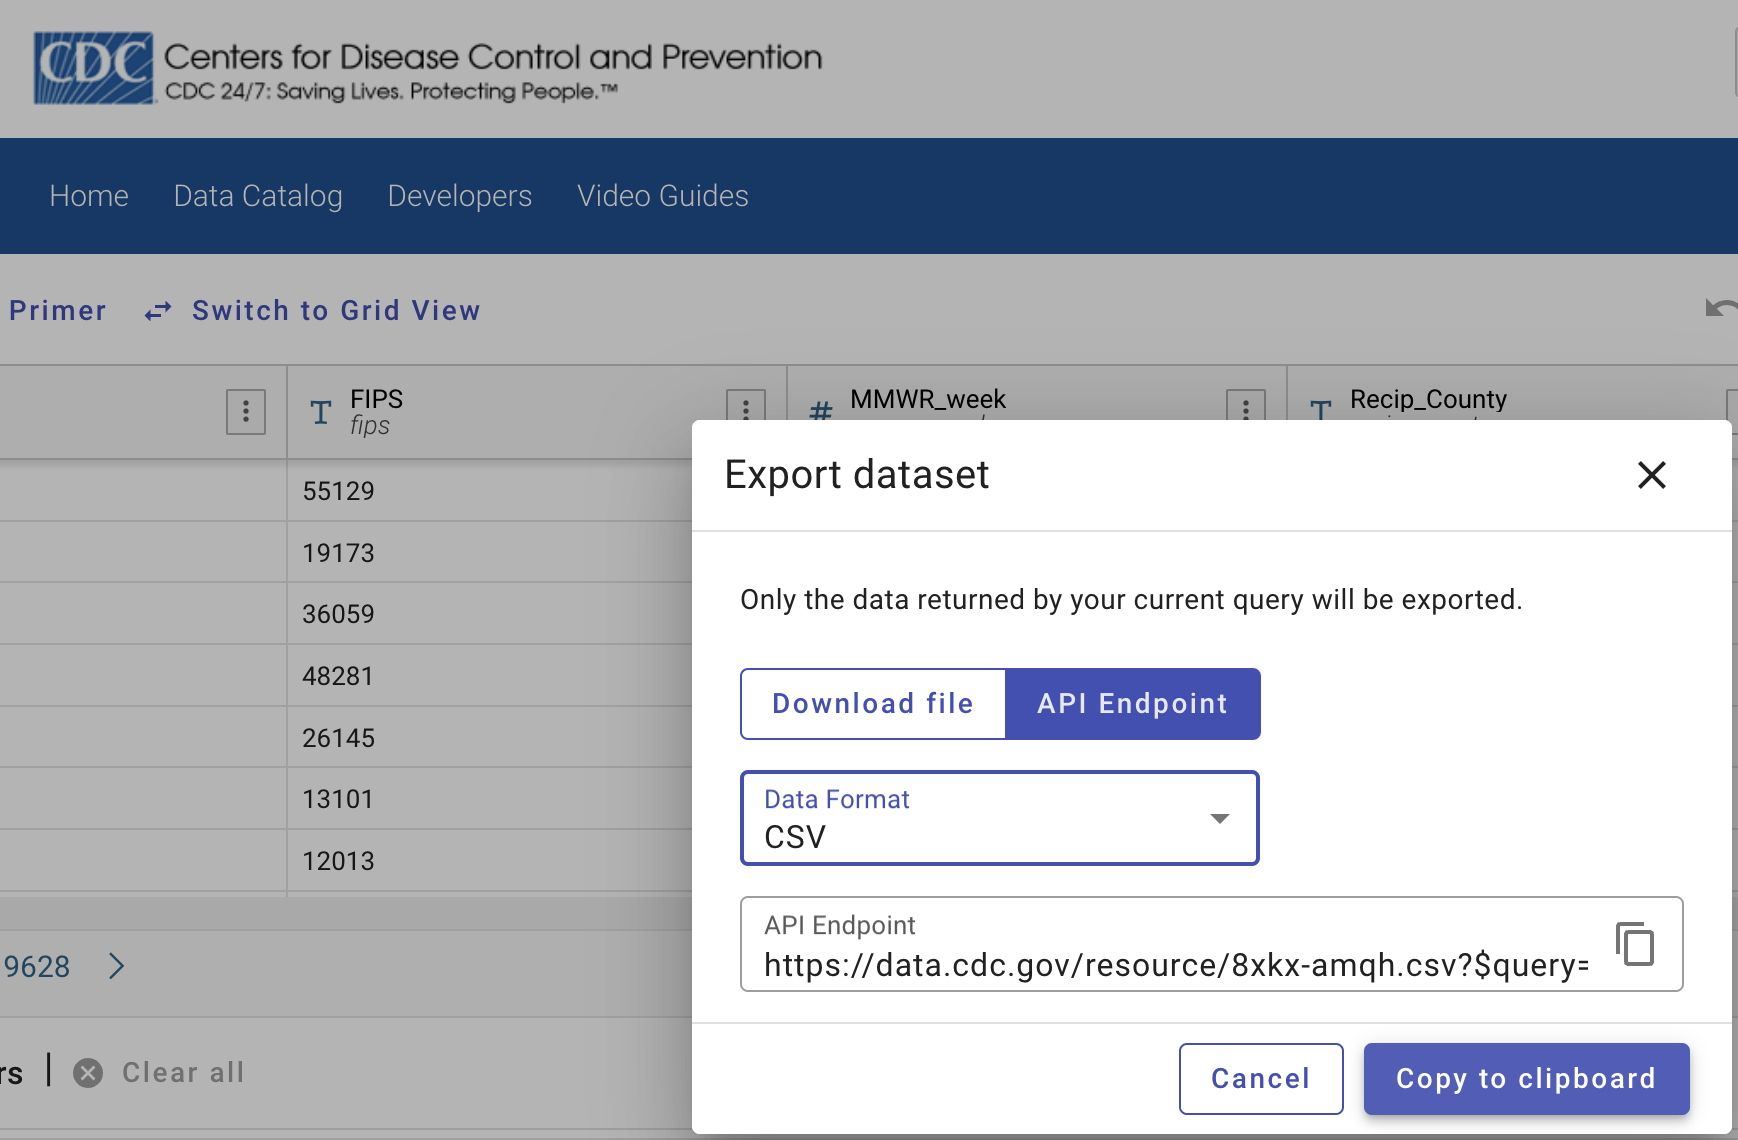 CDC Centers for Disease Control and Prevention
CDC 24/7: Saving Lives. Protecting People.™
Home Data Catalog Developers Video Guides
Primer Switch to Grid View
FIPS MMWR_week Recip_County
fips
55129
19173
36059
48281
26145
13101
12013
9628
rs | Clear all
Export dataset
Only the data returned by your current query will be exported.
Download file API Endpoint
Data Format
CSV
API Endpoint
https://data.cdc.gov/resource/8xkx-amqh.csv?$query=
Cancel Copy to clipboard